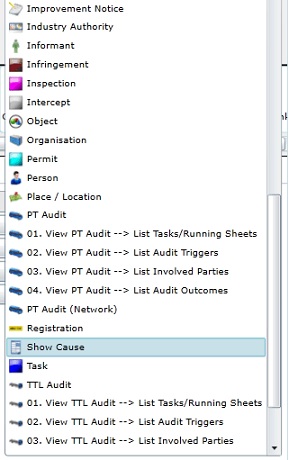 Improvement Notice
Industry Authority
Informant
Infringement
Inspection
Intercept
Object
Organisation
Permit
Person
Place / Location
PT Audit
01. View PT Audit --> List Tasks/Running Sheets
02. View PT Audit --> List Audit Triggers
03. View PT Audit --> List Involved Parties
04. View PT Audit --> List Audit Outcomes
PT Audit (Network)
Registration
Show Cause
Task
TTL Audit
01. View TTL Audit --> List Tasks/Running Sheets
02. View TTL Audit --> List Audit Triggers
03. View TTL Audit --> List Involved Parties